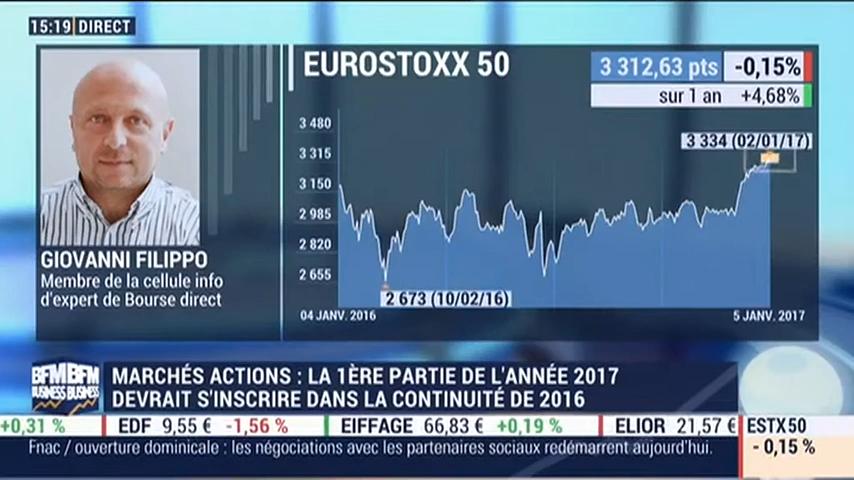 15:19 DIRECT
EUROSTOXX 50
3 312,63 pts -0,15%
sur 1 an +4,68%
3 334 (02/01/17)
3 480
3 315
3 150
2 985
2 820
2 655
2 673 (10/02/16)
04 JANV. 2016
5 JANV. 2017
GIOVANNI FILIPPO
Membre de la cellule info
d'expert de Bourse direct
BFM BFM
BUSINESS BUSINESS
MARCHÉS ACTIONS : LA 1ÈRE PARTIE DE L'ANNÉE 2017
DEVRAIT S'INSCRIRE DANS LA CONTINUITÉ DE 2016
+0,31 % EDF 9,55 € -1,56 % EIFFAGE 66,83 € +0,19 % ELIOR 21,57 €
ESTX50
- 0,15 %
Fnac / ouverture dominicale : les négociations avec les partenaires sociaux redémarrent aujourd'hui.